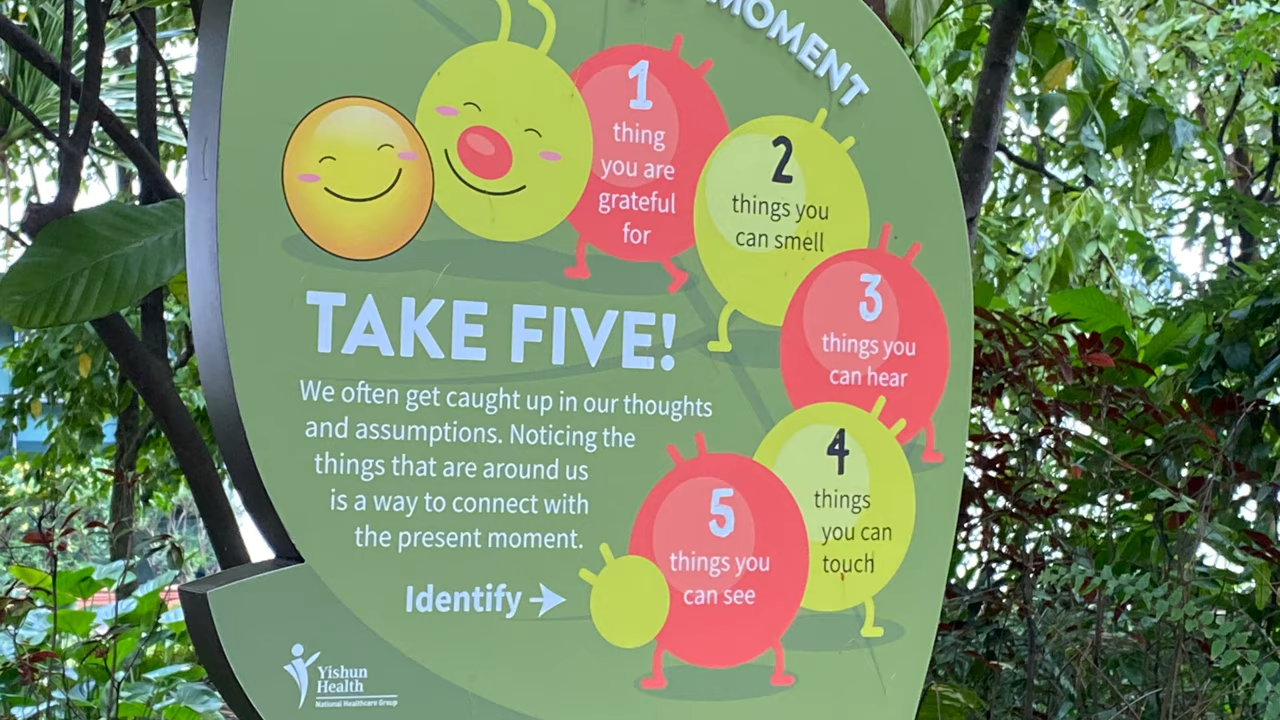 MOMENT
1
thing
you are
grateful
for
2
things you
can smell
3
things you
can hear
4
things
you can
touch
5
things you
can see
TAKE FIVE!
We often get caught up in our thoughts
and assumptions. Noticing the
things that are around us
is a way to connect with
the present moment.
Identify
Yishun
Health
National Healthcare Group